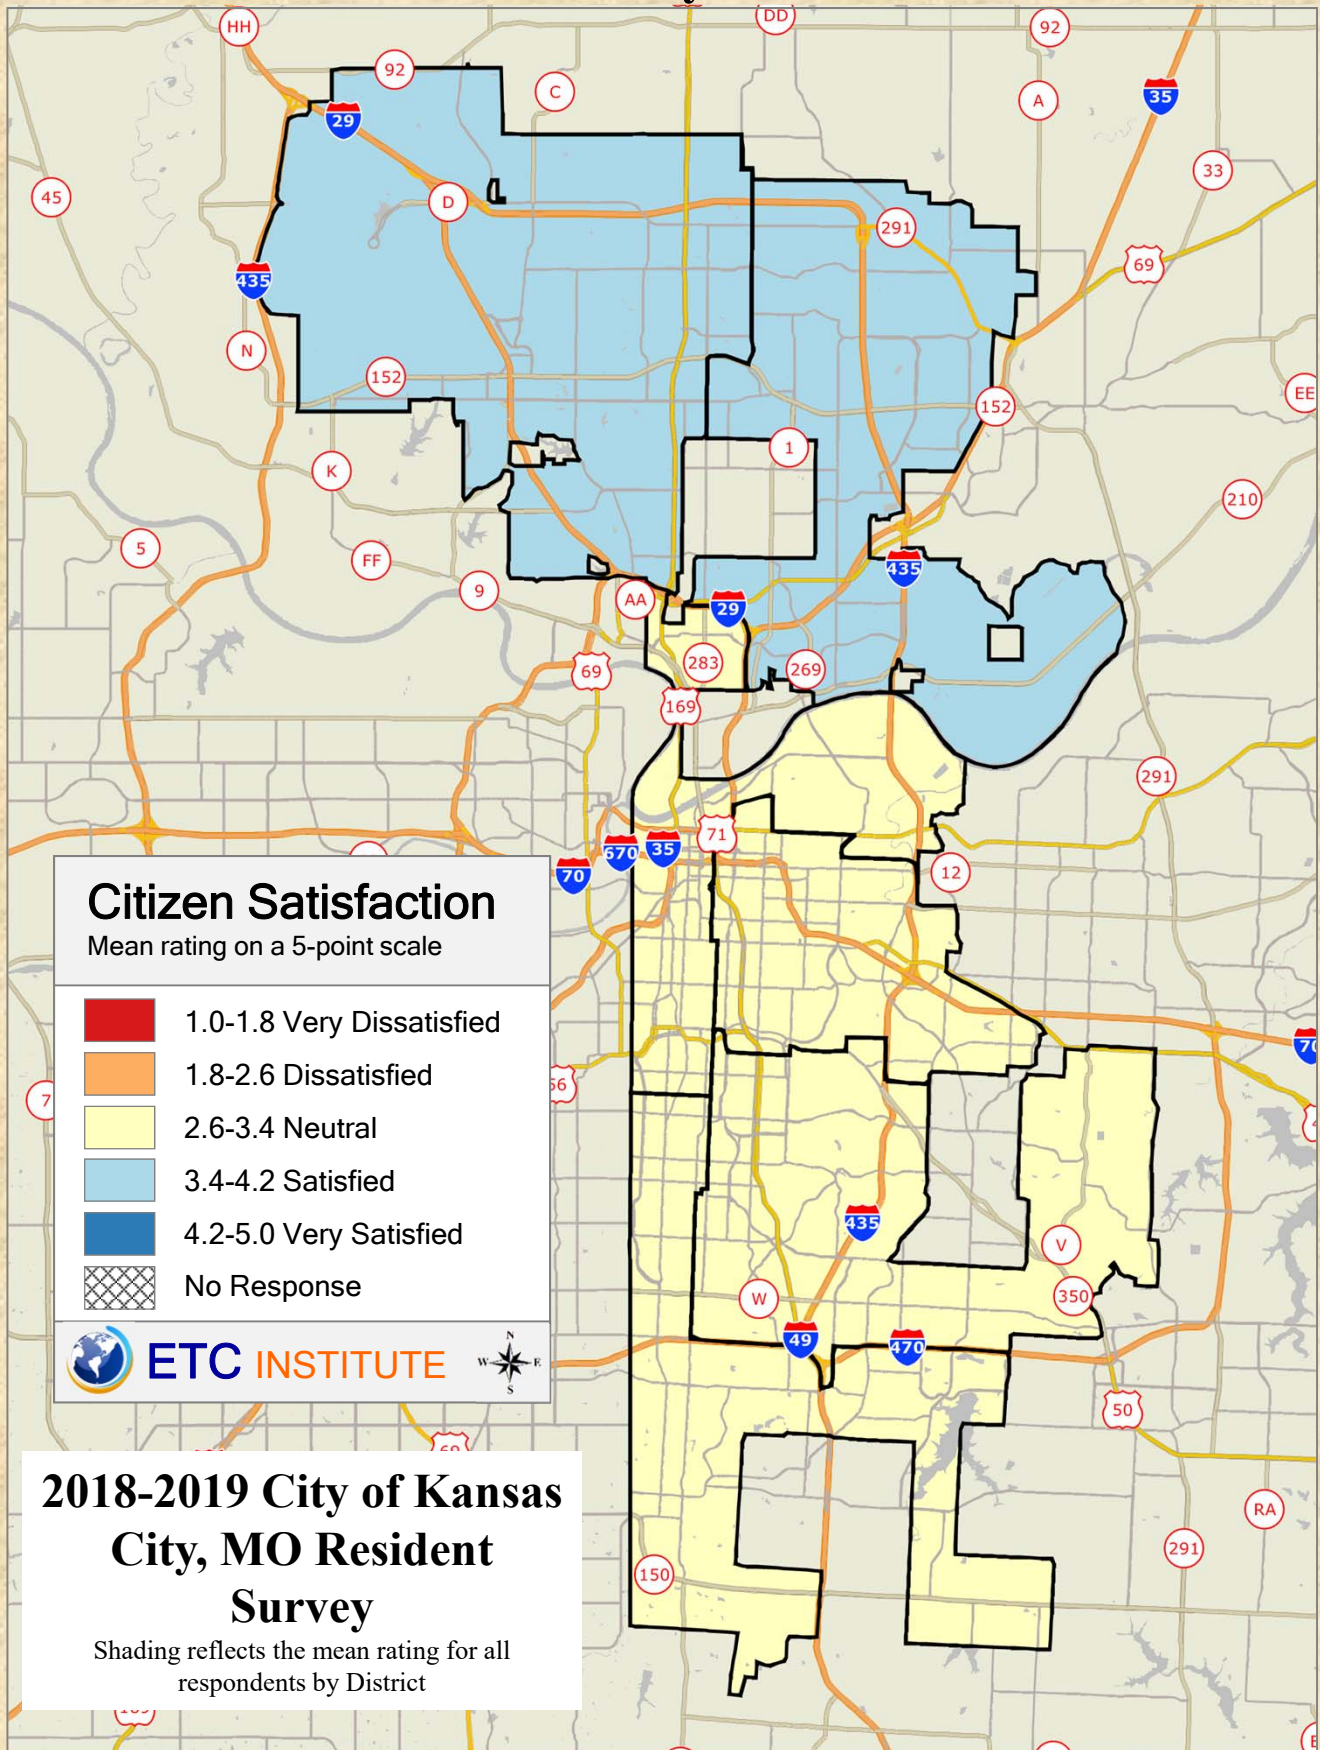 DD
HH
92
92
C
A
35
29
33
45
D
291
69
435
N
152
152
EE
1
K
210
5
FF
435
9
AA
29
283
269
69
169
291
71
670
35
70
12
Citizen Satisfaction
Mean rating on a 5-point scale
1.0-1.8 Very Dissatisfied
1.8-2.6 Dissatisfied
2.6-3.4 Neutral
3.4-4.2 Satisfied
4.2-5.0 Very Satisfied
No Response
N
W E
S
ETC INSTITUTE
7
56
70
435
V
W
350
49
470
50
69
RA
291
150
2018-2019 City of Kansas
City, MO Resident
Survey
Shading reflects the mean rating for all
respondents by District
169